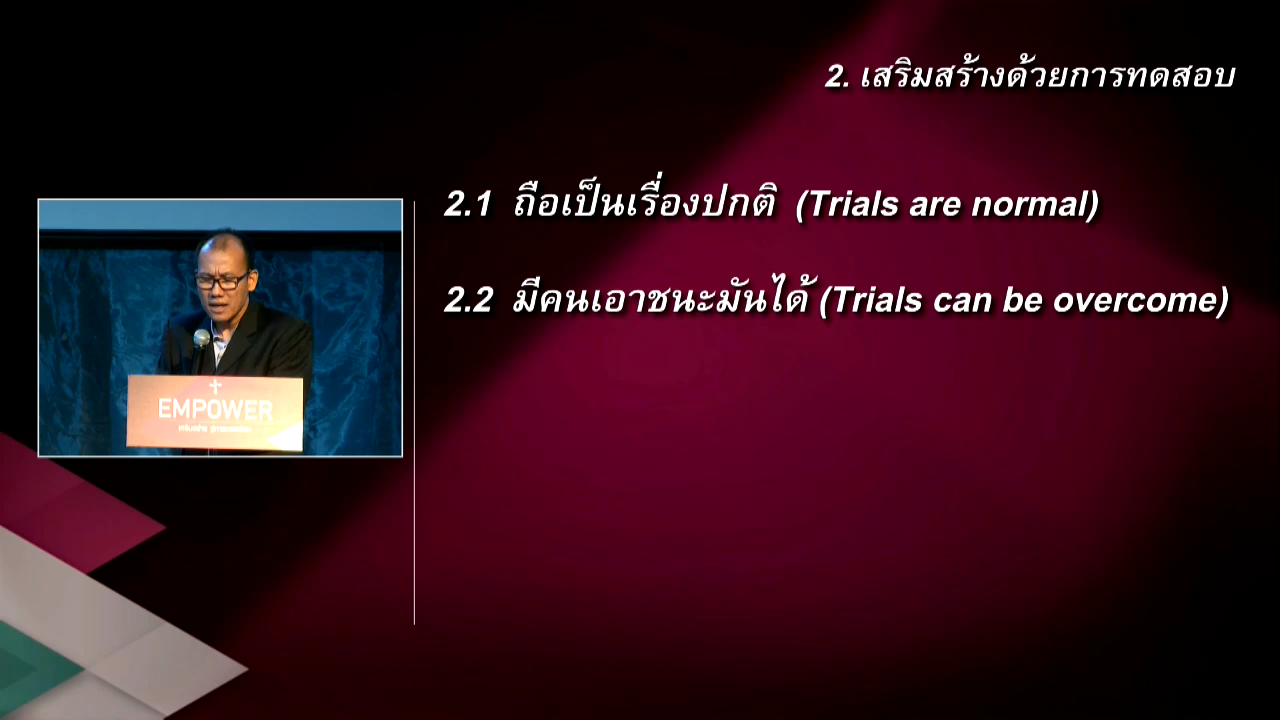 2. เสริมสร้างด้วยการทดสอบ
2.1 ถือเป็นเรื่องปกติ (Trials are normal)
2.2 มีคนเอาชนะมันได้ (Trials can be overcome)
EMPOWER